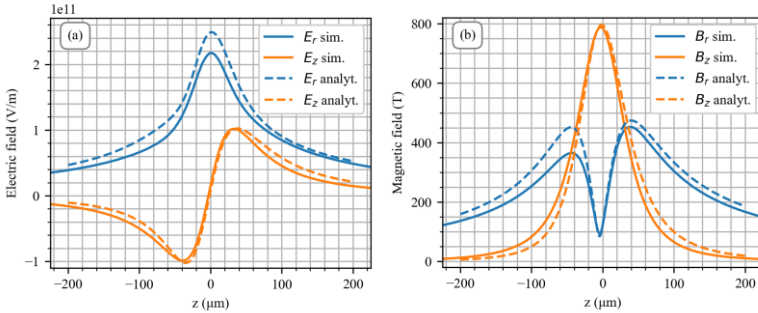 1e11
(a)
E_r sim.
E_z sim.
E_r analyt.
E_z analyt.
2
1
0
−1
Electric field (V/m)
−200
−100
0
100
200
z (μm)
(b)
B_r sim.
B_z sim.
B_r analyt.
B_z analyt.
800
600
400
200
0
Magnetic field (T)
−200
−100
0
100
200
z (μm)